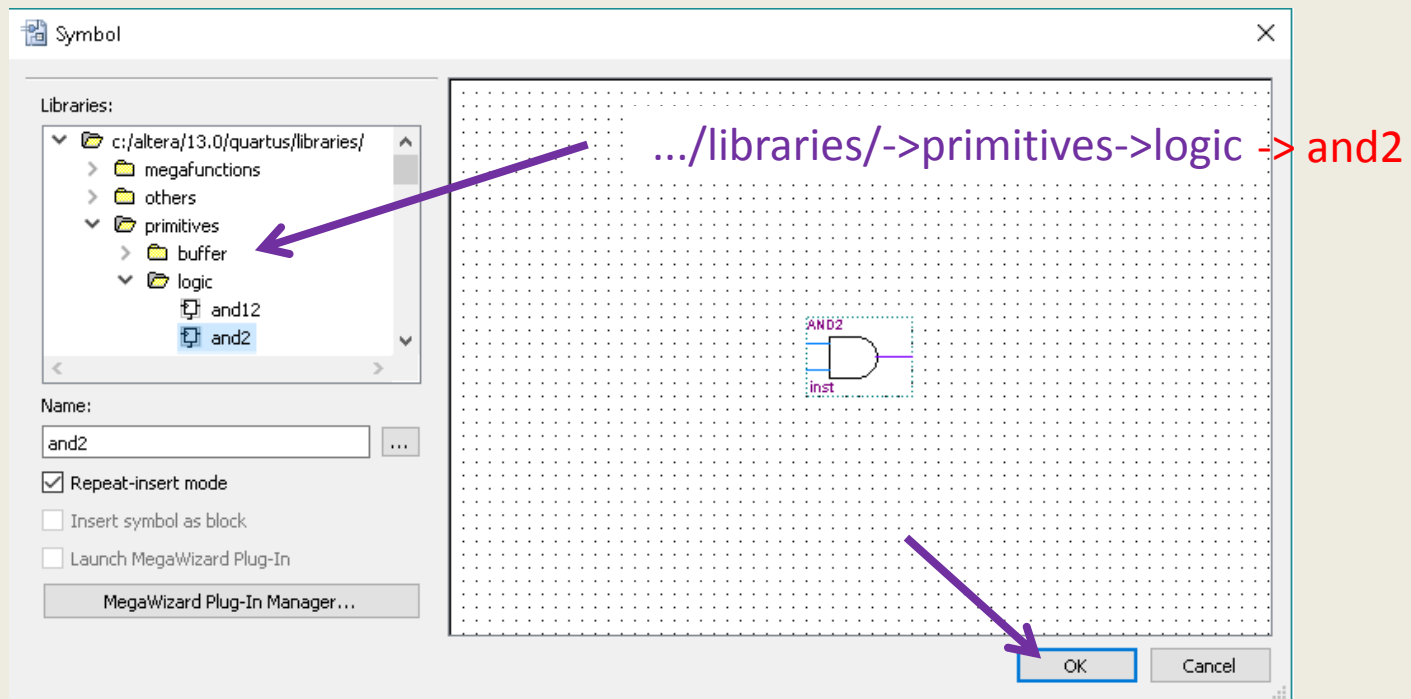 Symbol
Libraries:
c:/altera/13.0/quartus/libraries/
megafunctions
others
primitives
buffer
logic
and12
and2
Name:
and2
...
Repeat-insert mode
Insert symbol as block
Launch MegaWizard Plug-In
MegaWizard Plug-In Manager...
.../libraries/->primitives->logic -> and2
AND2
inst
OK
Cancel